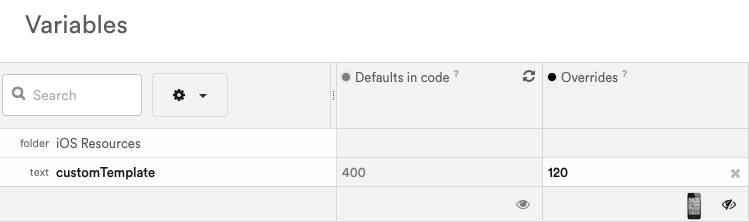 Variables
Search
Defaults in code ?
Overrides ?
folder iOS Resources
text customTemplate 400 120